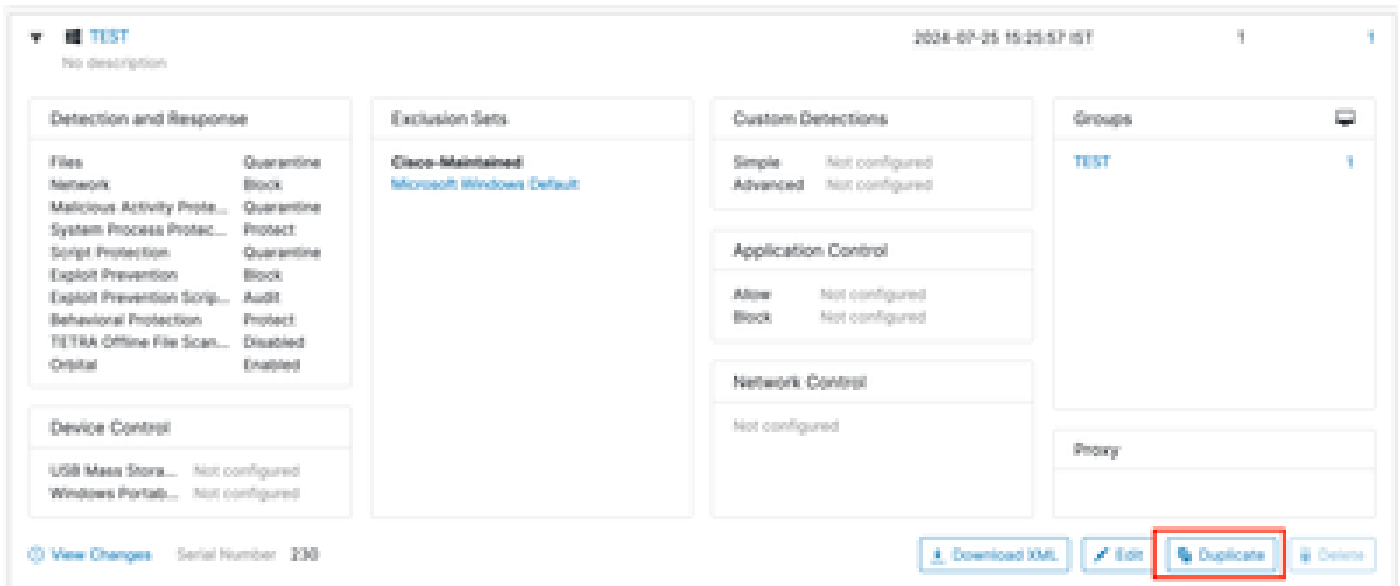 TEST 2024-07-25 15:25:57 IST 1 1
No description
Detection and Response
Files Quarantine
Network Block
Malicious Activity Prote... Quarantine
System Process Protec... Protect
Script Protection Quarantine
Exploit Prevention Block
Exploit Prevention Scrip... Audit
Behavioral Protection Protect
TETRA Offline File Scan... Disabled
Orbital Enabled
Device Control
USB Mass Stora... Not configured
Windows Portab... Not configured
Exclusion Sets
Cisco-Maintained
Microsoft Windows Default
Custom Detections
Simple Not configured
Advanced Not configured
Application Control
Allow Not configured
Block Not configured
Network Control
Not configured
Groups
TEST 1
Proxy
View Changes Serial Number 230 Download XML Edit Duplicate Delete